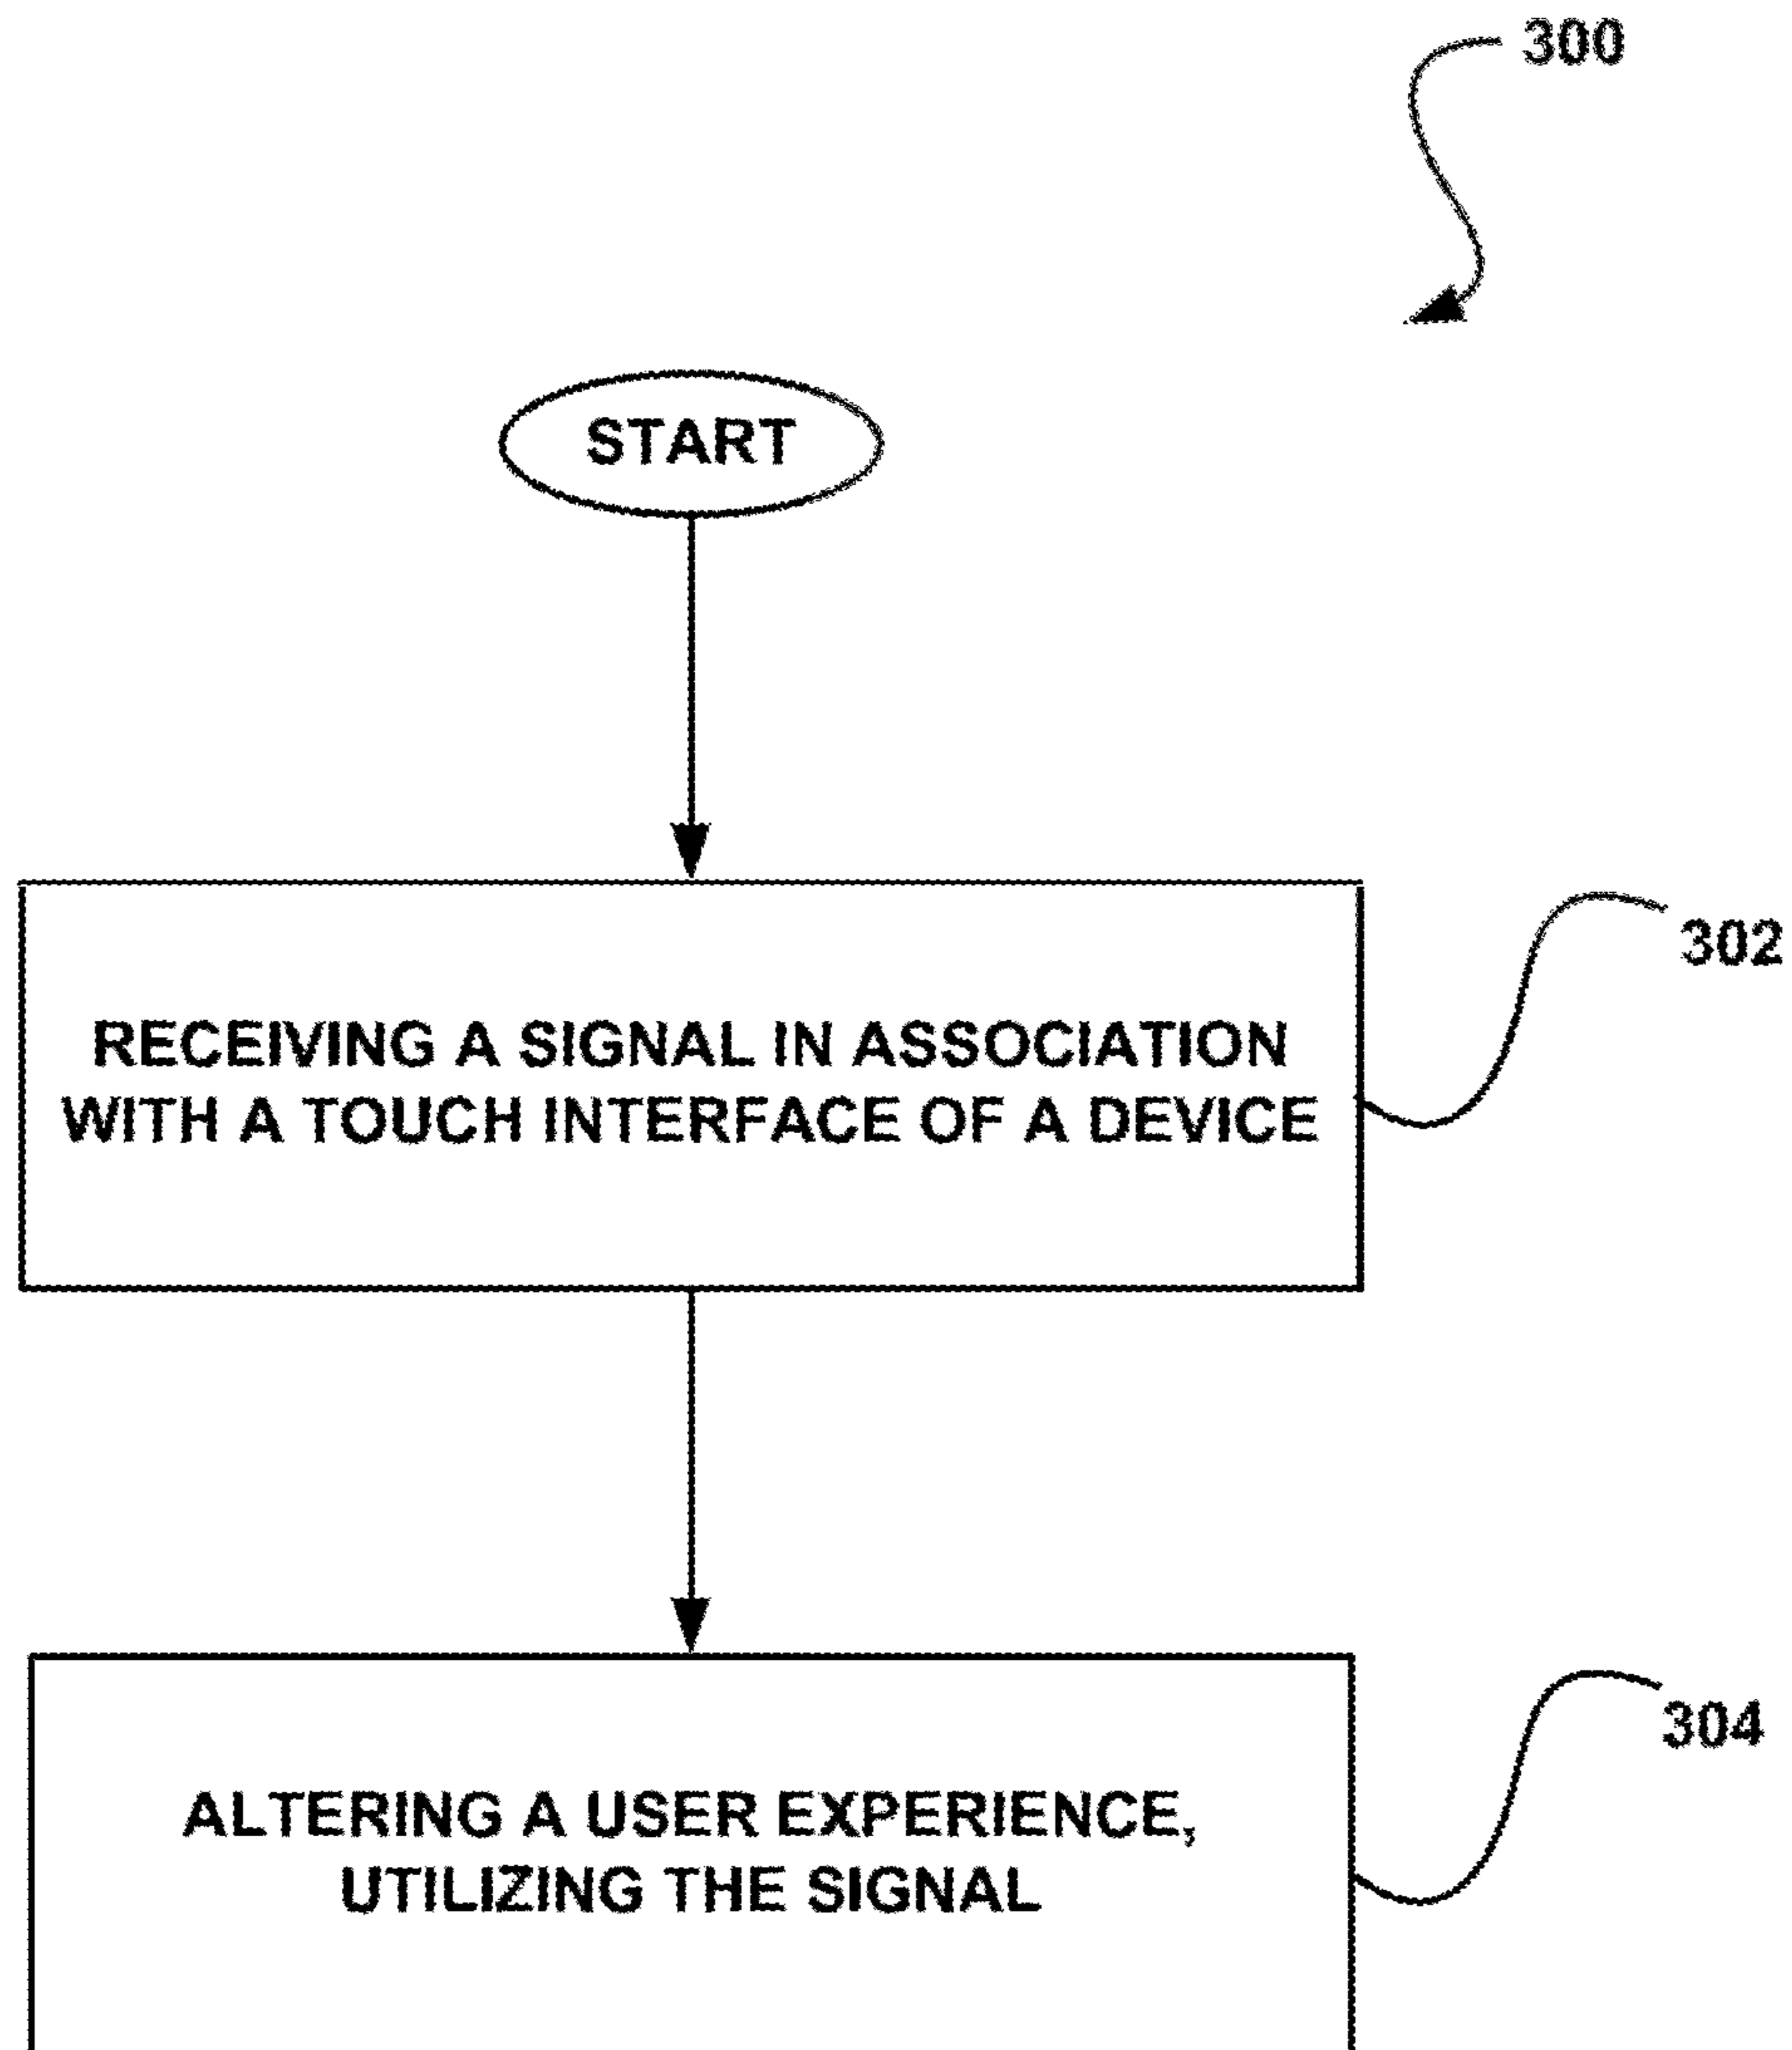 300
START
RECEIVING A SIGNAL IN ASSOCIATION
WITH A TOUCH INTERFACE OF A DEVICE
302
ALTERING A USER EXPERIENCE,
UTILIZING THE SIGNAL
304